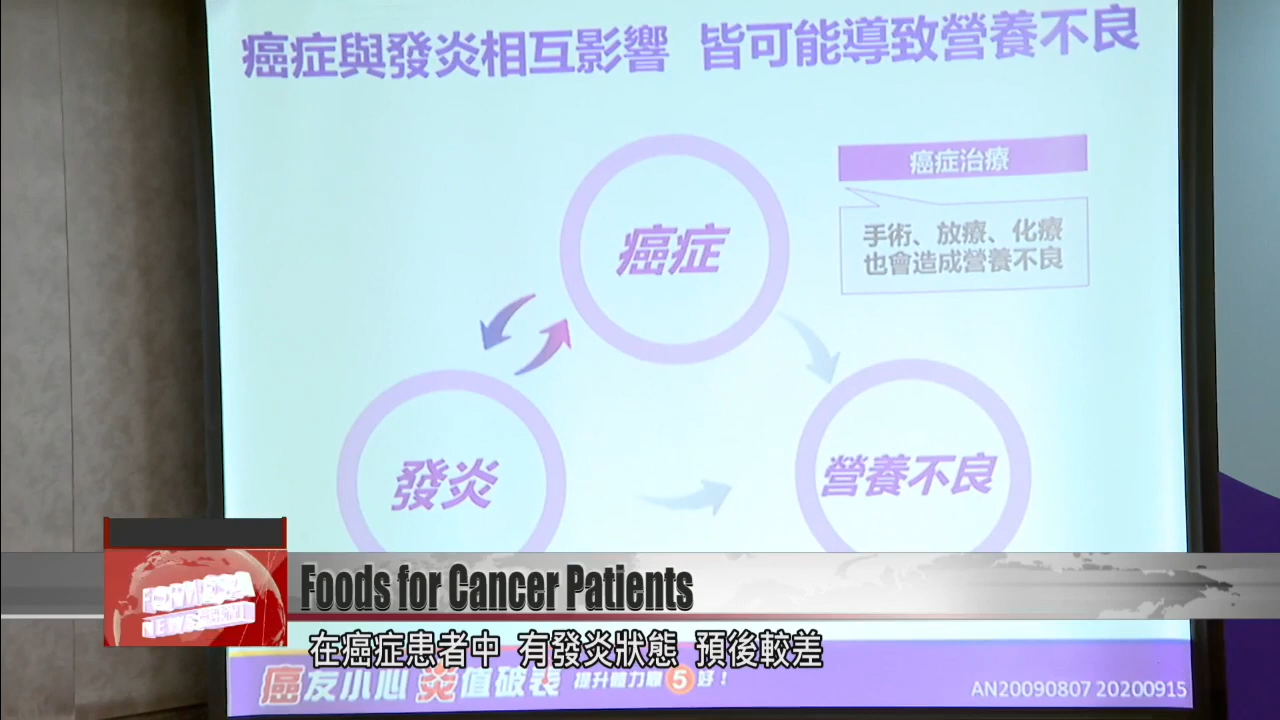 癌症與發炎相互影響 皆可能導致營養不良
癌症治療
手術、放療、化療
也會造成營養不良
癌症
發炎
營養不良
Foods for Cancer Patients
在癌症患者中 有發炎狀態 預後較差
癌友小心 炎值破表 提升體力靠5好！
AN20090807 20200915